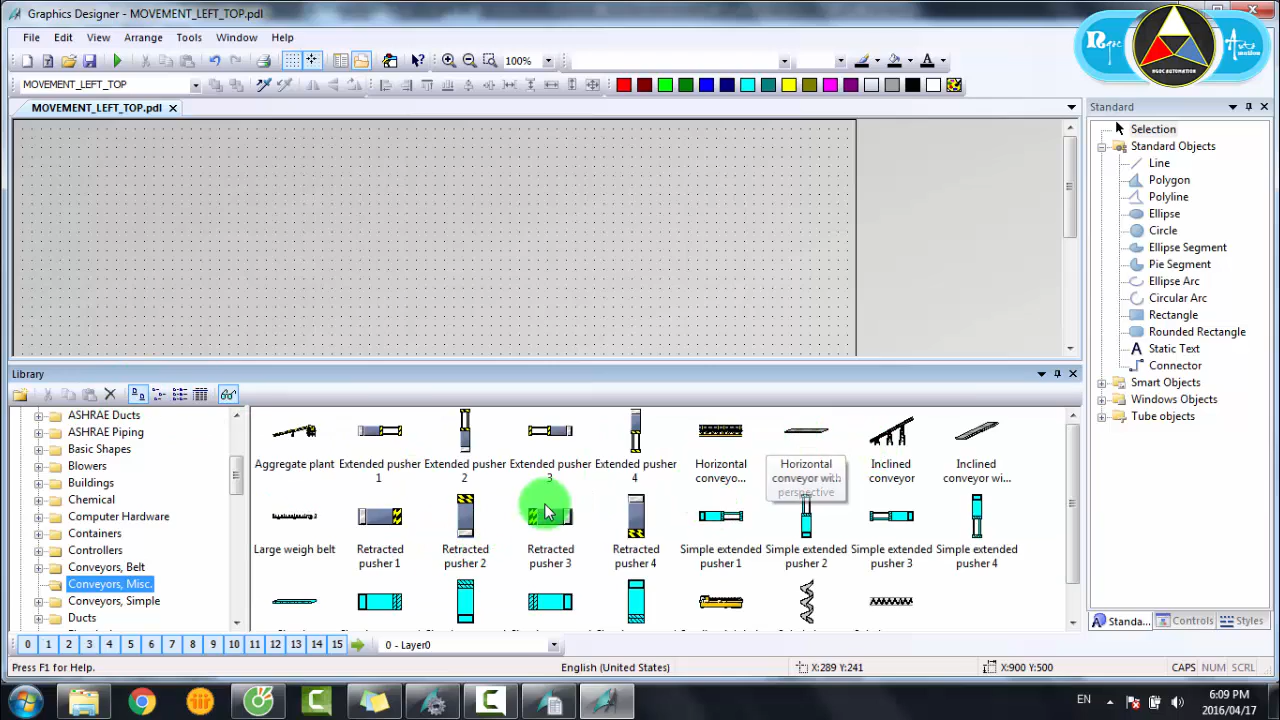 Graphics Designer - MOVEMENT_LEFT_TOP.pdl
File Edit View Arrange Tools Window Help
Ngoc Automation
NGOC AUTOMATION
100%
MOVEMENT_LEFT_TOP
MOVEMENT_LEFT_TOP.pdl
Standard
Selection
Standard Objects
Line
Polygon
Polyline
Ellipse
Circle
Ellipse Segment
Pie Segment
Ellipse Arc
Circular Arc
Rectangle
Rounded Rectangle
Static Text
Connector
Smart Objects
Windows Objects
Tube objects
Library
ASHRAE Ducts
ASHRAE Piping
Basic Shapes
Blowers
Buildings
Chemical
Computer Hardware
Containers
Controllers
Conveyors, Belt
Conveyors, Misc.
Conveyors, Simple
Ducts
Aggregate plant
Extended pusher 1
Extended pusher 2
Extended pusher 3
Extended pusher 4
Horizontal conveyo...
Horizontal conveyor with perspective
Inclined conveyor
Inclined conveyor wi...
Large weigh belt
Retracted pusher 1
Retracted pusher 2
Retracted pusher 3
Retracted pusher 4
Simple extended pusher 1
Simple extended pusher 2
Simple extended pusher 3
Simple extended pusher 4
Standa... Controls Styles
0 1 2 3 4 5 6 7 8 9 10 11 12 13 14 15 0 - Layer0
Press F1 for Help. English (United States) X:289 Y:241 X:900 Y:500 CAPS NUM SCRL
EN 6:09 PM
2016/04/17